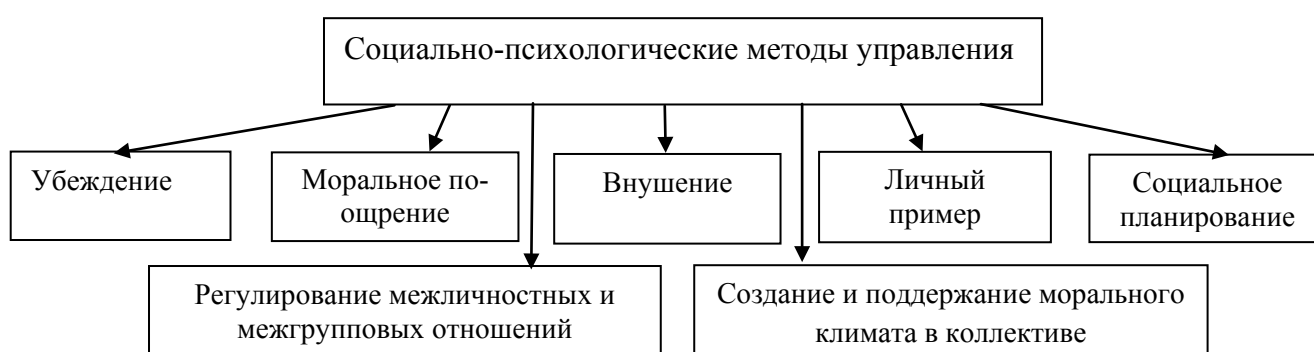 Социально-психологические методы управления
Убеждение
Моральное по-
ощрение
Внушение
Личный
пример
Социальное
планирование
Регулирование межличностных и
межгрупповых отношений
Создание и поддержание морального
климата в коллективе